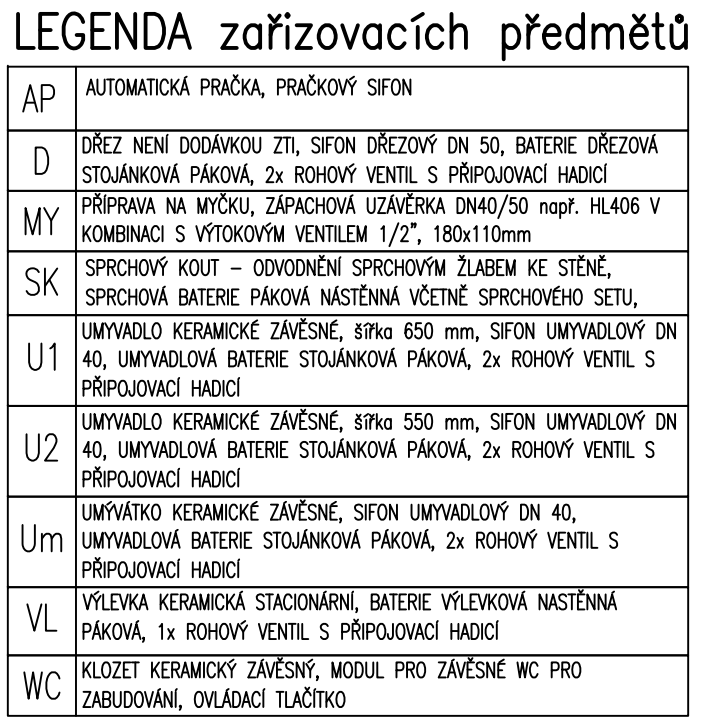 LEGENDA zařizovacích předmětů
AP
AUTOMATICKÁ PRAČKA, PRAČKOVÝ SIFON
D
DŘEZ NENÍ DODÁVKOU ZTI, SIFON DŘEZOVÝ DN 50, BATERIE DŘEZOVÁ
STOJÁNKOVÁ PÁKOVÁ, 2x ROHOVÝ VENTIL S PŘIPOJOVACÍ HADICÍ
MY
PŘÍPRAVA NA MYČKU, ZÁPACHOVÁ UZÁVĚRKA DN40/50 např. HL406 V
KOMBINACI S VÝTOKOVÝM VENTILEM 1/2", 180x110mm
SK
SPRCHOVÝ KOUT – ODVODNĚNÍ SPRCHOVÝM ŽLABEM KE STĚNĚ,
SPRCHOVÁ BATERIE PÁKOVÁ NÁSTĚNNÁ VČETNĚ SPRCHOVÉHO SETU,
U1
UMYVADLO KERAMICKÉ ZÁVĚSNÉ, šířka 650 mm, SIFON UMYVADLOVÝ DN
40, UMYVADLOVÁ BATERIE STOJÁNKOVÁ PÁKOVÁ, 2x ROHOVÝ VENTIL S
PŘIPOJOVACÍ HADICÍ
U2
UMYVADLO KERAMICKÉ ZÁVĚSNÉ, šířka 550 mm, SIFON UMYVADLOVÝ DN
40, UMYVADLOVÁ BATERIE STOJÁNKOVÁ PÁKOVÁ, 2x ROHOVÝ VENTIL S
PŘIPOJOVACÍ HADICÍ
Um
UMÝVÁTKO KERAMICKÉ ZÁVĚSNÉ, SIFON UMYVADLOVÝ DN 40,
UMYVADLOVÁ BATERIE STOJÁNKOVÁ PÁKOVÁ, 2x ROHOVÝ VENTIL S
PŘIPOJOVACÍ HADICÍ
VL
VÝLEVKA KERAMICKÁ STACIONÁRNÍ, BATERIE VÝLEVKOVÁ NASTĚNNÁ
PÁKOVÁ, 1x ROHOVÝ VENTIL S PŘIPOJOVACÍ HADICÍ
WC
KLOZET KERAMICKÝ ZÁVĚSNÝ, MODUL PRO ZÁVĚSNÉ WC PRO
ZABUDOVÁNÍ, OVLÁDACÍ TLAČÍTKO